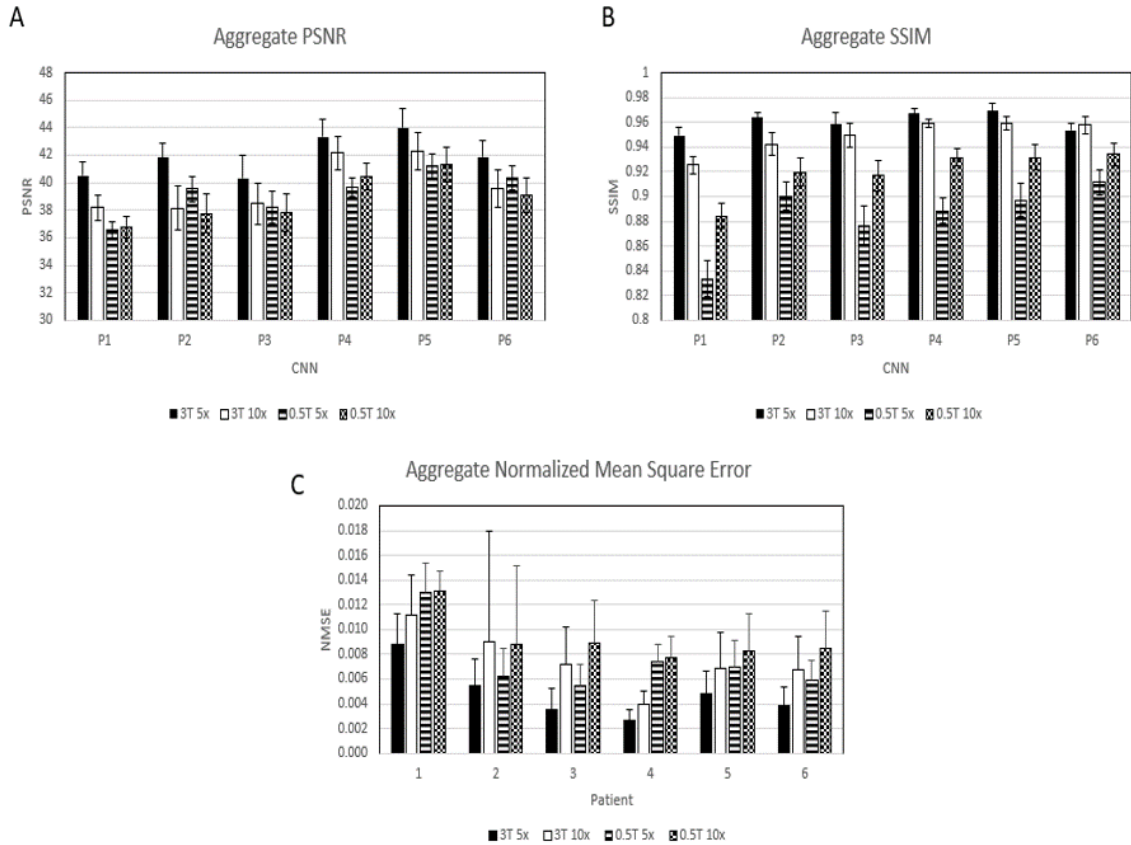 A
Aggregate PSNR
48
46
44
42
40
38
36
34
32
30
PSNR
P1 P2 P3 P4 P5 P6
CNN
3T 5x 3T 10x 0.5T 5x 0.5T 10x
B
Aggregate SSIM
1
0.98
0.96
0.94
0.92
0.9
0.88
0.86
0.84
0.82
0.8
SSIM
P1 P2 P3 P4 P5 P6
CNN
3T 5x 3T 10x 0.5T 5x 0.5T 10x
C
Aggregate Normalized Mean Square Error
0.020
0.018
0.016
0.014
0.012
0.010
0.008
0.006
0.004
0.002
0.000
NMSE
1 2 3 4 5 6
Patient
3T 5x 3T 10x 0.5T 5x 0.5T 10x